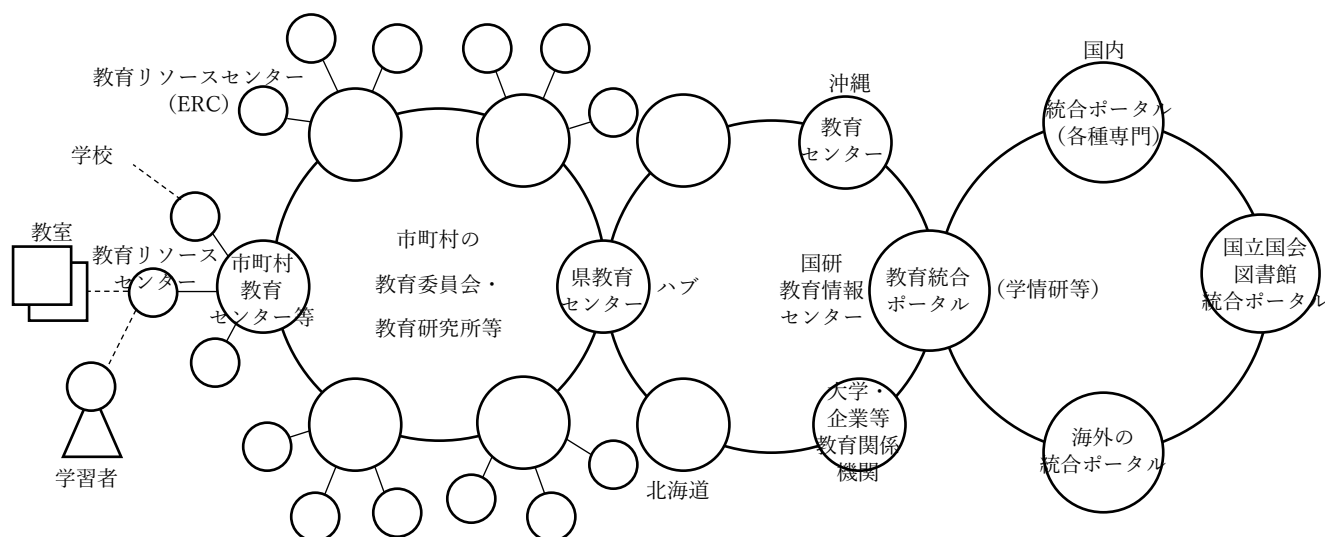 教育リソースセンター
（ERC）
学校
教室
教育リソース
センター
学習者
市町村
教育
センター等
市町村の
教育委員会・
教育研究所等
県教育
センター
ハブ
北海道
沖縄
教育
センター
国研
教育情報
センター
教育統合
ポータル
（学情研等）
大学・
企業等
教育関係
機関
国内
統合ポータル
（各種専門）
国立国会
図書館
統合ポータル
海外の
統合ポータル